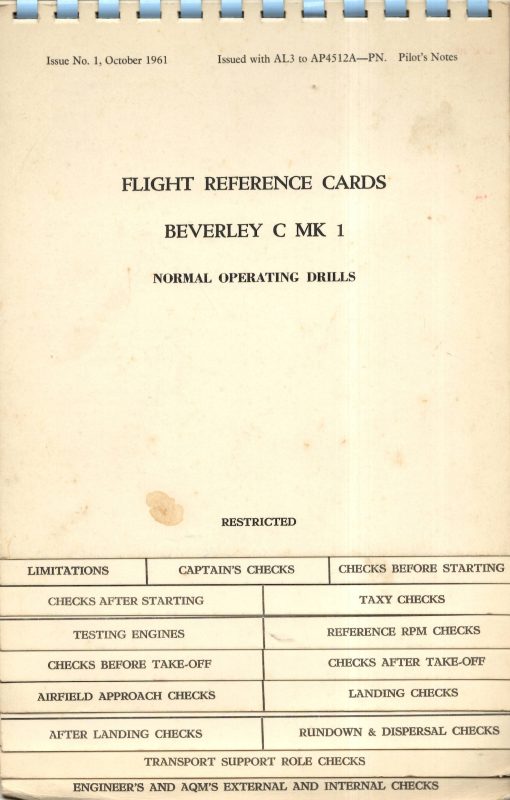 Issue No. 1, October 1961 Issued with AL3 to AP4512A—PN. Pilot's Notes
FLIGHT REFERENCE CARDS
BEVERLEY C MK 1
NORMAL OPERATING DRILLS
RESTRICTED
LIMITATIONS CAPTAIN'S CHECKS CHECKS BEFORE STARTING
CHECKS AFTER STARTING TAXY CHECKS
TESTING ENGINES REFERENCE RPM CHECKS
CHECKS BEFORE TAKE-OFF CHECKS AFTER TAKE-OFF
AIRFIELD APPROACH CHECKS LANDING CHECKS
AFTER LANDING CHECKS RUNDOWN & DISPERSAL CHECKS
TRANSPORT SUPPORT ROLE CHECKS
ENGINEER'S AND AQM'S EXTERNAL AND INTERNAL CHECKS